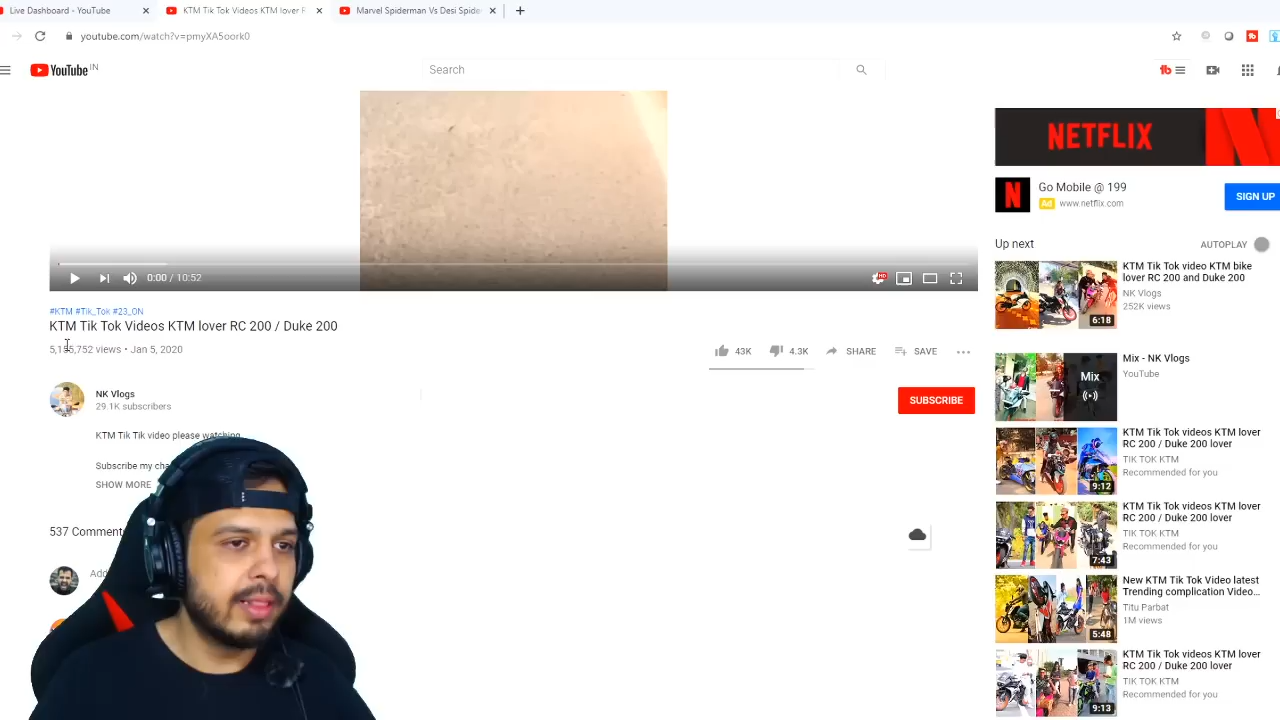 Live Dashboard - YouTube
KTM Tik Tok Videos KTM lover R
Marvel Spiderman Vs Desi Spide
youtube.com/watch?v=pmyXA5oork0
YouTube IN
Search
NETFLIX
Go Mobile @ 199
Ad www.netflix.com
SIGN UP
0:00 / 10:52
HD
Up next
AUTOPLAY
#KTM #Tik_Tok #23_ON
KTM Tik Tok Videos KTM lover RC 200 / Duke 200
views • Jan 5, 2020
43K
4.3K
SHARE
SAVE
NK Vlogs
29.1K subscribers
SUBSCRIBE
KTM Tik Tik video please watching
Subscribe my cha
SHOW MORE
537 Comment
Add
KTM Tik Tok video KTM bike
lover RC 200 and Duke 200
NK Vlogs
252K views
6:18
Mix - NK Vlogs
YouTube
Mix
KTM Tik Tok videos KTM lover
RC 200 / Duke 200 lover
TIK TOK KTM
Recommended for you
9:12
KTM Tik Tok videos KTM lover
RC 200 / Duke 200 lover
TIK TOK KTM
Recommended for you
7:43
New KTM Tik Tok Video latest
Trending complication Video...
Titu Parbat
1M views
5:48
KTM Tik Tok videos KTM lover
RC 200 / Duke 200 lover
TIK TOK KTM
Recommended for you
9:13